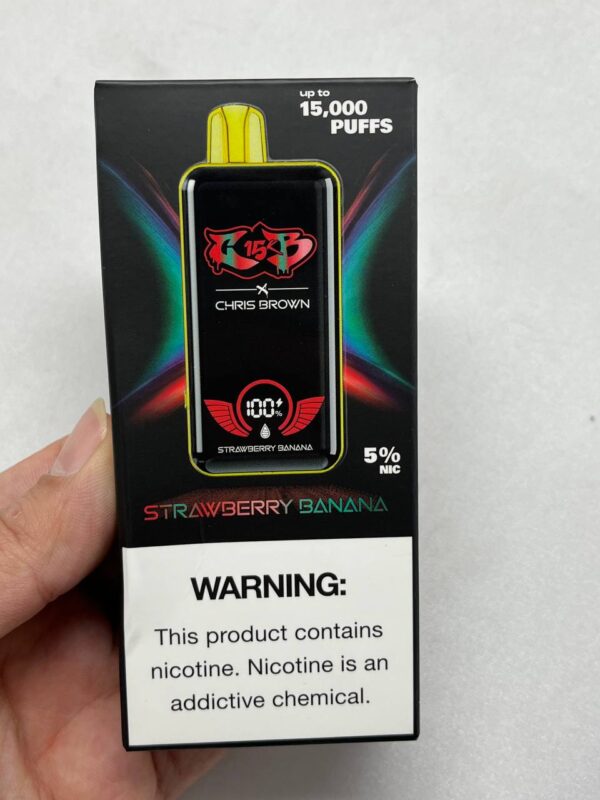 up to
15,000
PUFFS
C 15K B
X
CHRIS BROWN
100%
STRAWBERRY BANANA
5%
NIC
STRAWBERRY BANANA
WARNING:
This product contains
nicotine. Nicotine is an
addictive chemical.